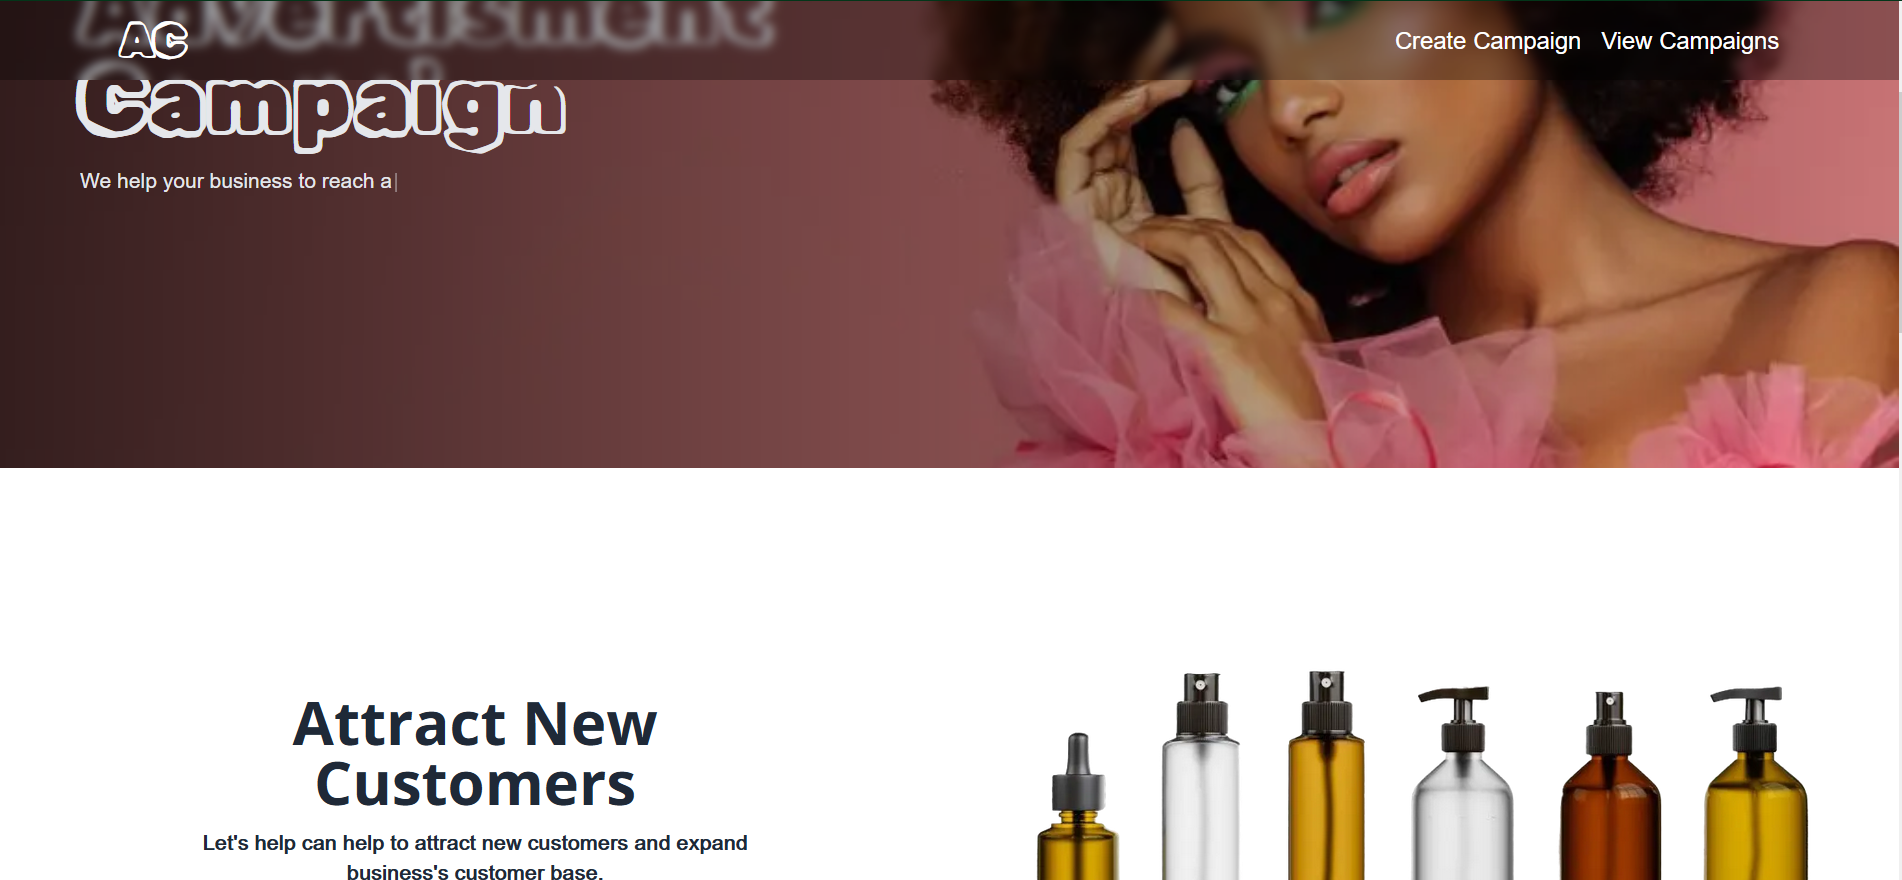 AC
Create Campaign
View Campaigns
Advertisment
Campaign
We help your business to reach a
Attract New
Customers
Let's help can help to attract new customers and expand
business's customer base.